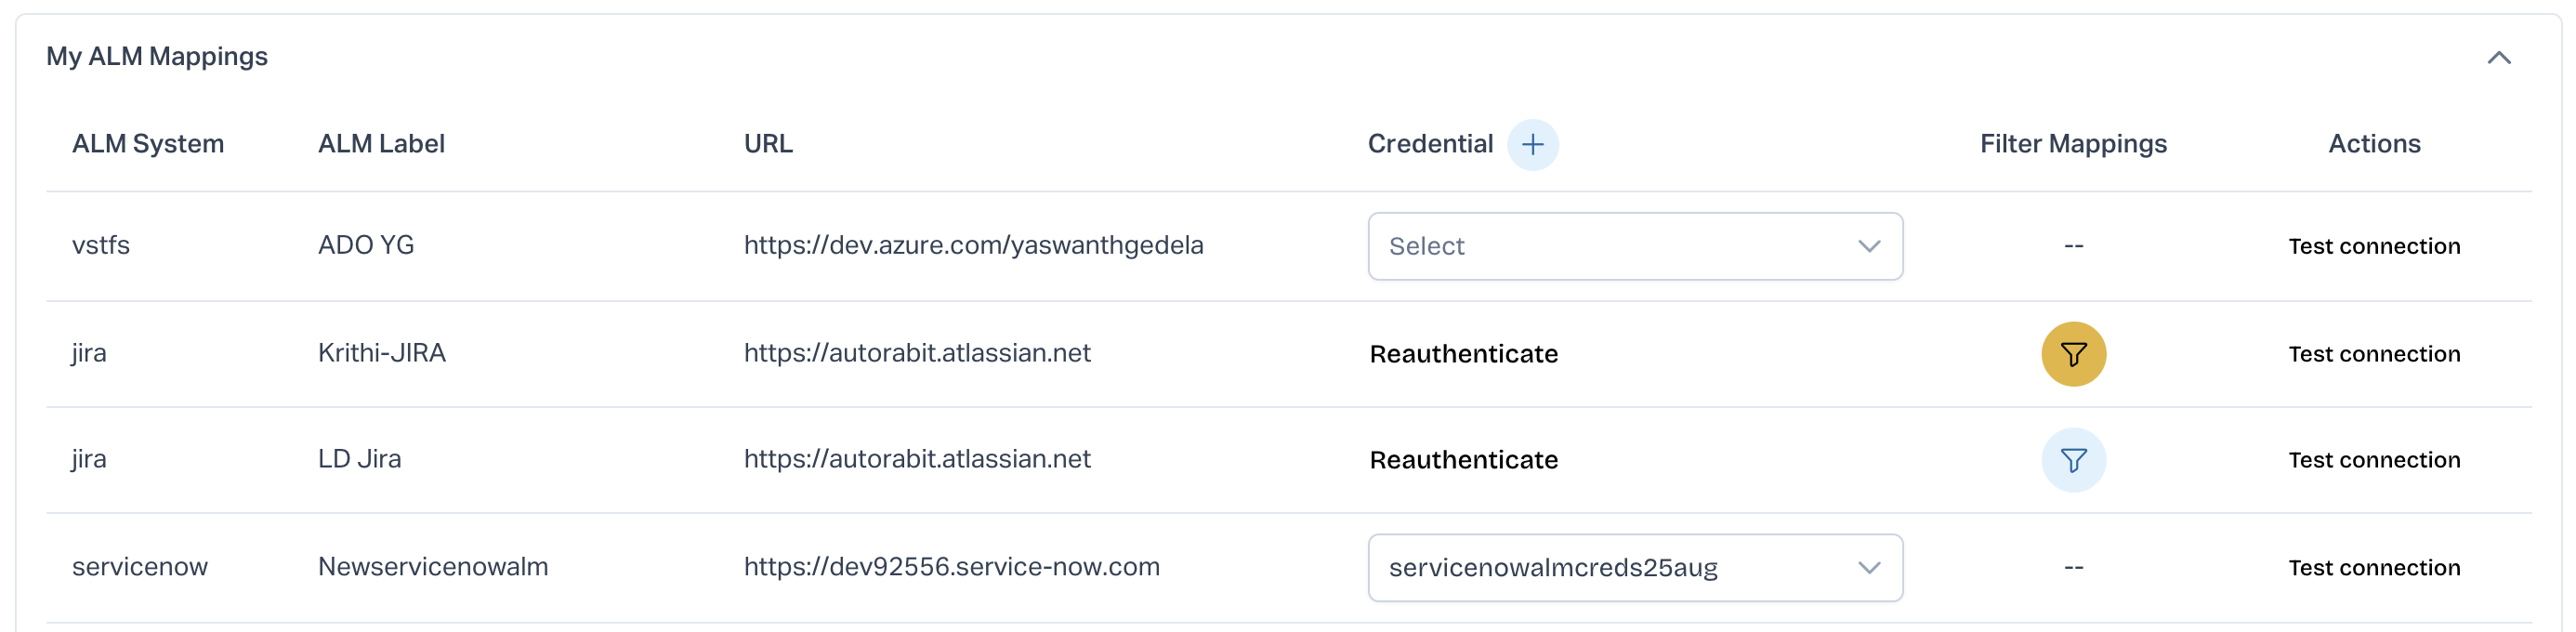 My ALM Mappings
ALM System ALM Label URL Credential Filter Mappings Actions
vstfs ADO YG https://dev.azure.com/yaswanthgedela Select -- Test connection
jira Krithi-JIRA https://autorabit.atlassian.net Reauthenticate Test connection
jira LD Jira https://autorabit.atlassian.net Reauthenticate Test connection
servicenow Newservicenowalm https://dev92556.service-now.com servicenowalmcreds25aug -- Test connection